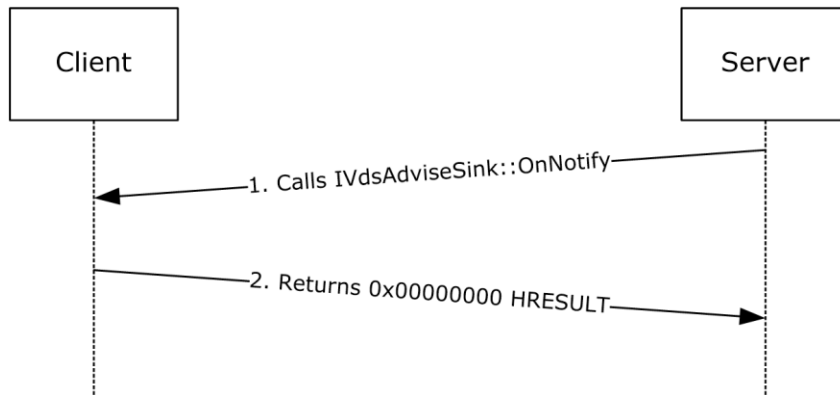 Client
Server
1. Calls IVdsAdviseSink::OnNotify
2. Returns 0x00000000 HRESULT